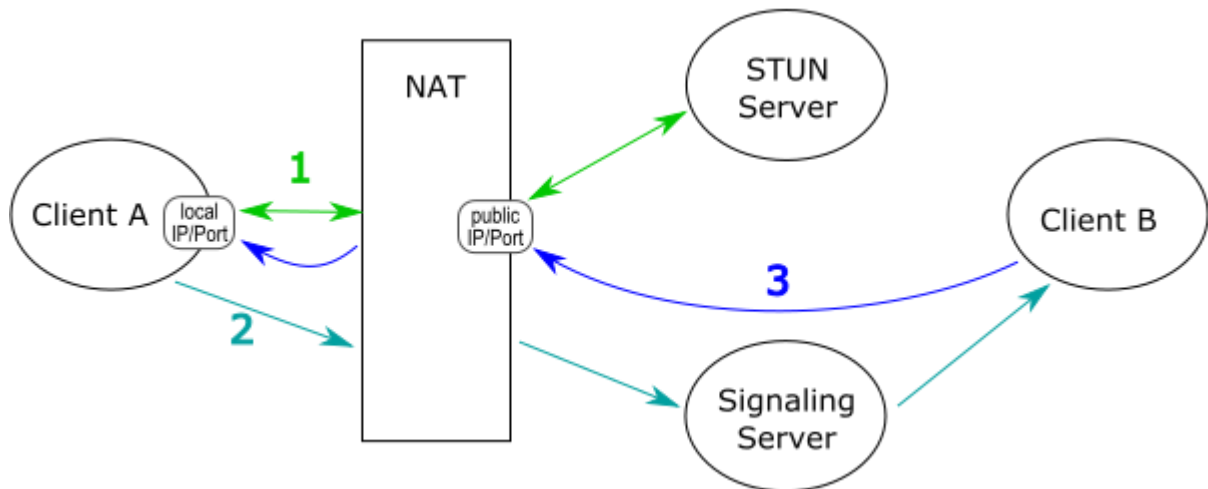 NAT
STUN
Server
1
Client A
local
IP/Port
public
IP/Port
Client B
2
3
Signaling
Server